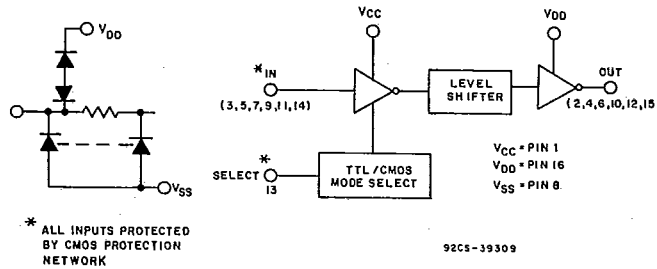 VDD
VSS
* ALL INPUTS PROTECTED
BY CMOS PROTECTION
NETWORK
VCC
VDD
* IN
(3,5,7,9,11,14)
LEVEL
SHIFTER
OUT
(2,4,6,10,12,15
*
SELECT
13
TTL/CMOS
MODE SELECT
VCC = PIN 1
VDD = PIN 16
VSS = PIN 8
92CS-39309